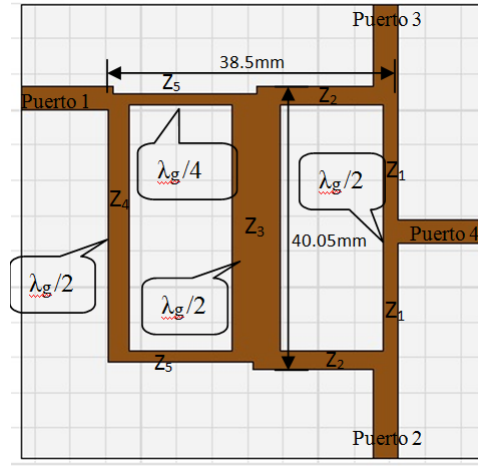 Puerto 3
38.5mm
Z5
Z2
Puerto 1
λg/4
λg/2
Z1
Z4
Z3
Puerto 4
40.05mm
λg/2
λg/2
Z1
Z5
Z2
Puerto 2